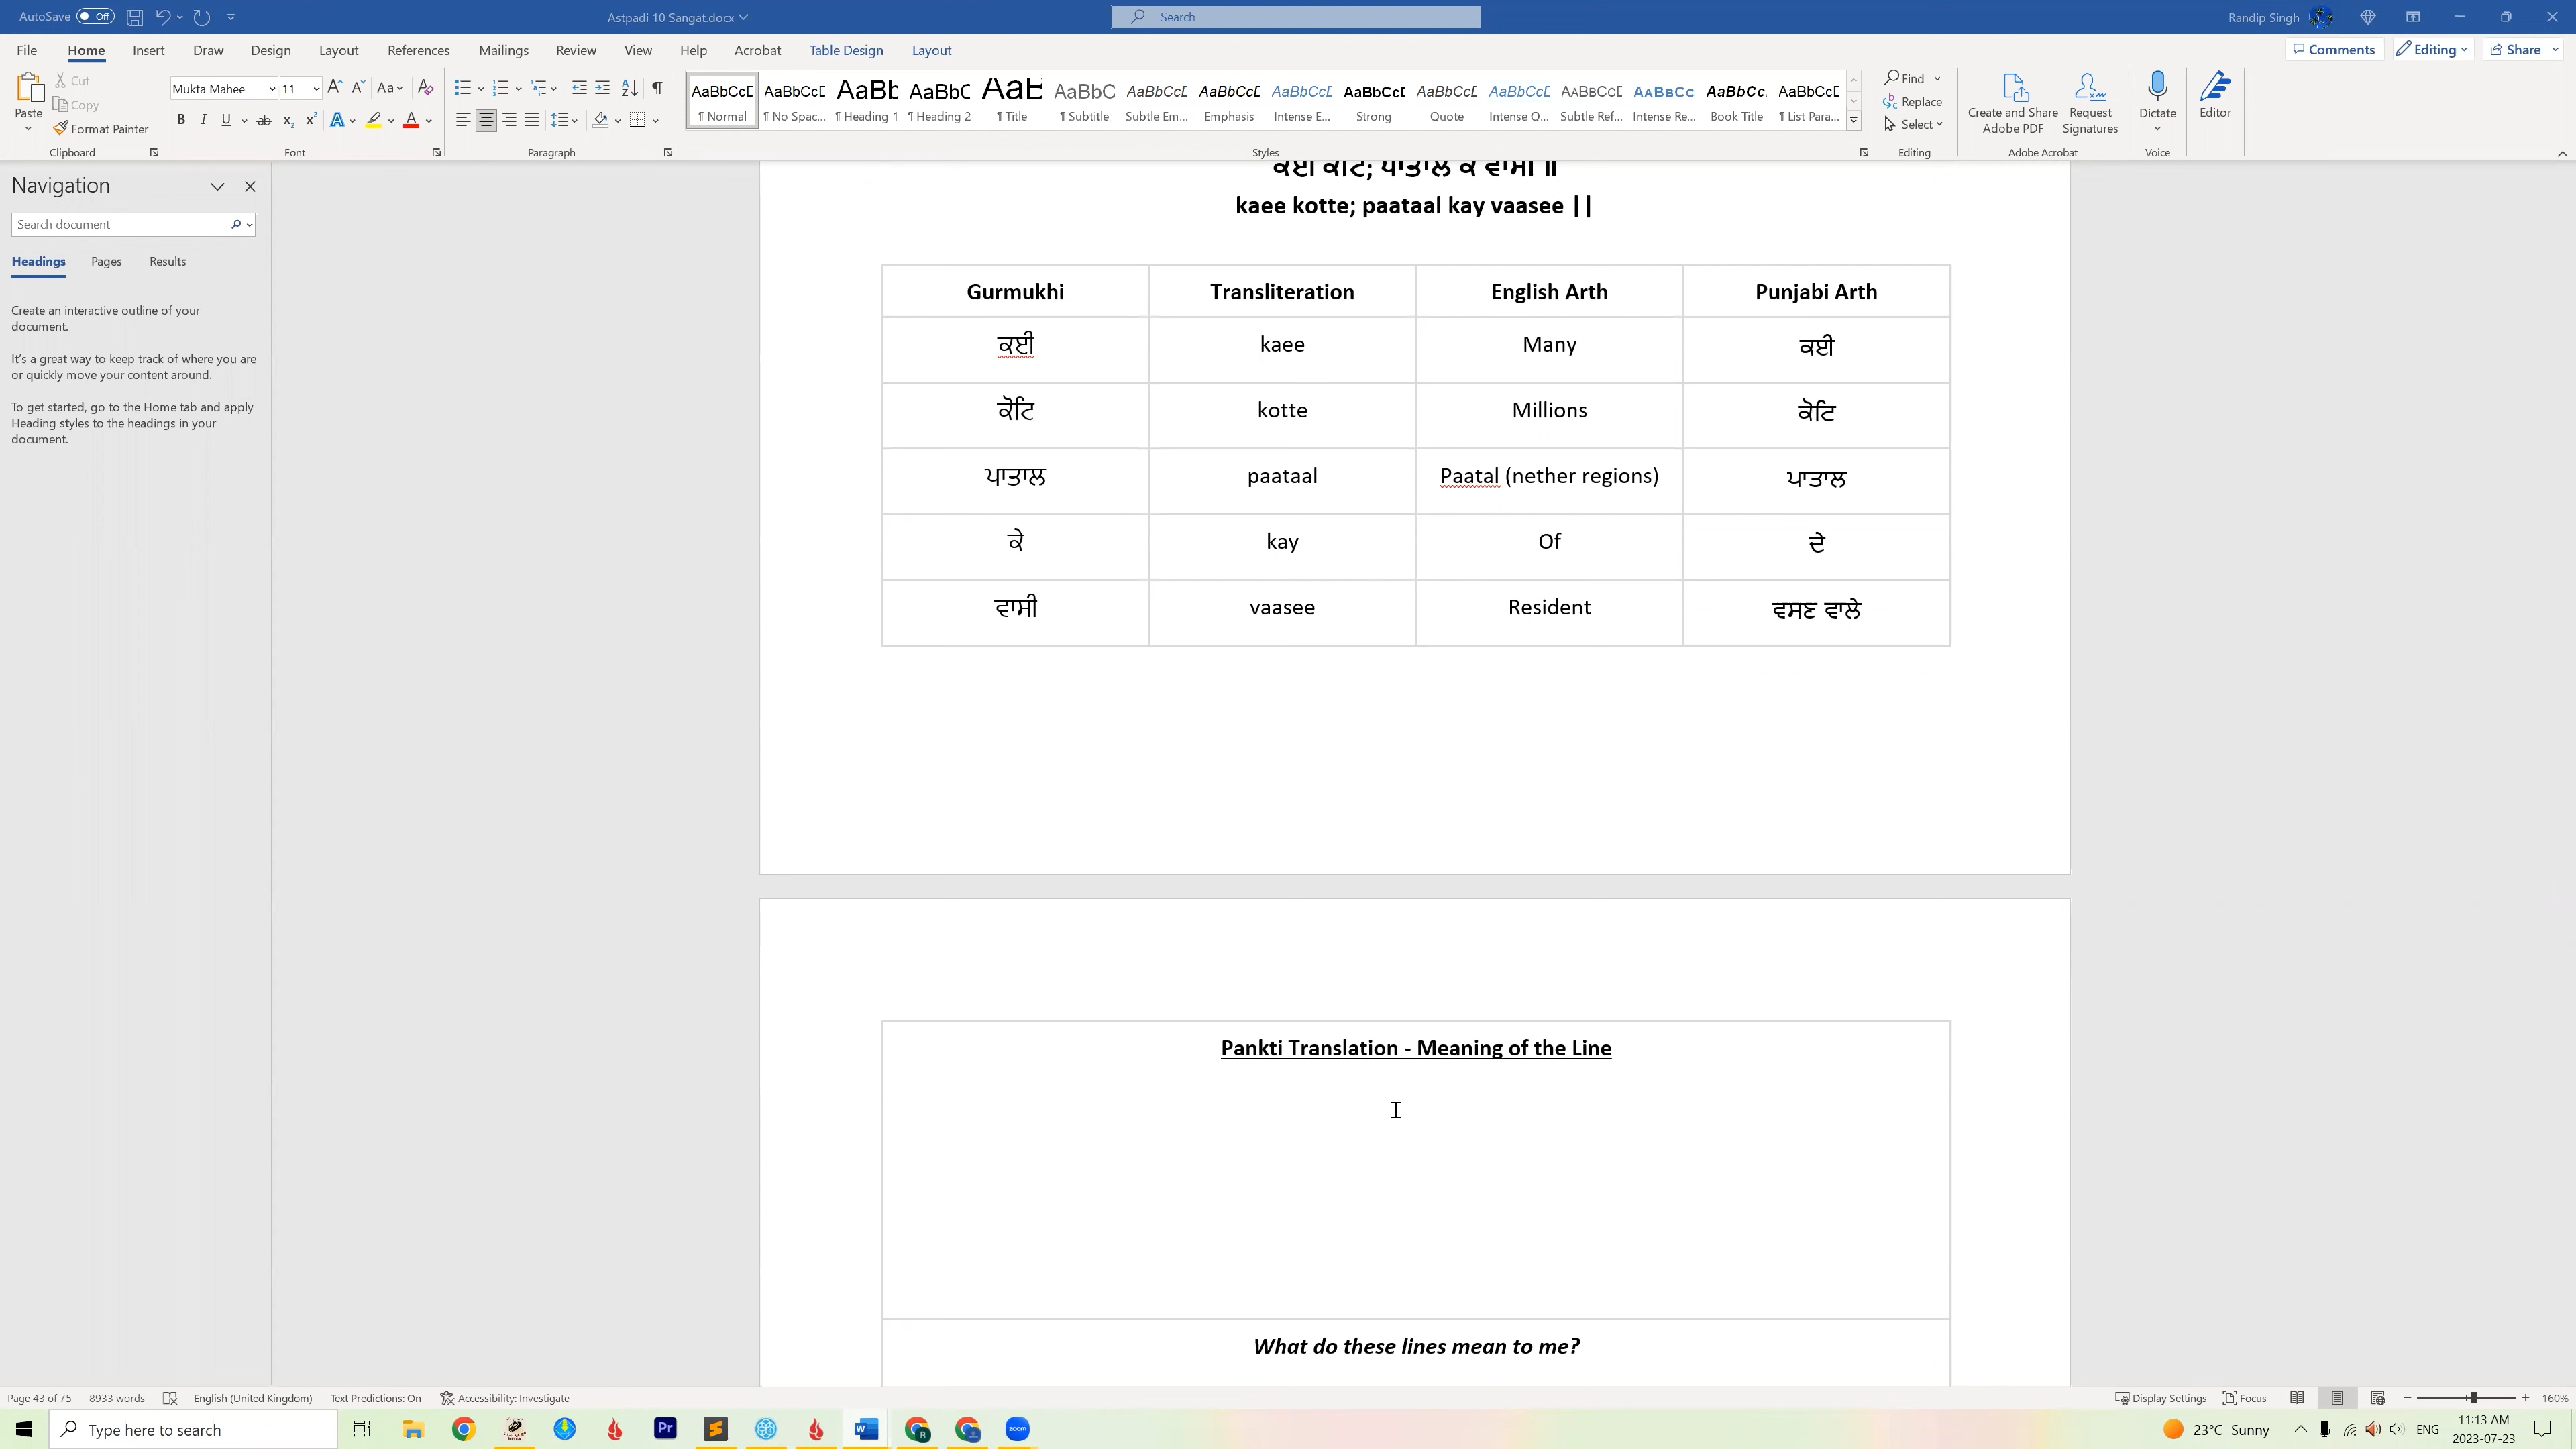 AutoSave Off
Astpadi 10 Sangat.docx
Search
Randip Singh
File Home Insert Draw Design Layout References Mailings Review View Help Acrobat Table Design Layout
Comments Editing Share
Paste
Cut
Copy
Format Painter
Clipboard
Mukta Mahee 11
Font
Paragraph
AaBbCcD AaBbCcD AaBb AaBbC AaB AaBbC AaBbCcD AaBbCcD AaBbCcD AaBbCcD AaBbCcD AaBbCcD AaBbCcD AaBbCc AaBbCc. AaBbCcD
¶ Normal ¶ No Spac... ¶ Heading 1 ¶ Heading 2 ¶ Title ¶ Subtitle Subtle Em... Emphasis Intense E... Strong Quote Intense Q... Subtle Ref... Intense Re... Book Title ¶ List Para...
Styles
Find
Replace
Select
Editing
Create and Share Adobe PDF
Request Signatures
Adobe Acrobat
Dictate
Voice
Editor
Navigation
Search document
Headings Pages Results
Create an interactive outline of your
document.
It's a great way to keep track of where you are
or quickly move your content around.
To get started, go to the Home tab and apply
Heading styles to the headings in your
document.
ਕਈ ਕੋਟਿ; ਪਾਤਾਲ ਕੇ ਵਾਸੀ ॥
kaee kotte; paataal kay vaasee ||
Gurmukhi Transliteration English Arth Punjabi Arth
ਕਈ kaee Many ਕਈ
ਕੋਟਿ kotte Millions ਕੋਟਿ
ਪਾਤਾਲ paataal Paatal (nether regions) ਪਾਤਾਲ
ਕੇ kay Of ਦੇ
ਵਾਸੀ vaasee Resident ਵਸਣ ਵਾਲੇ
Pankti Translation - Meaning of the Line
What do these lines mean to me?
Page 43 of 75 8933 words English (United Kingdom) Text Predictions: On Accessibility: Investigate
Display Settings Focus 160%
Type here to search
Pr
zoom
23°C Sunny
ENG
11:13 AM
2023-07-23